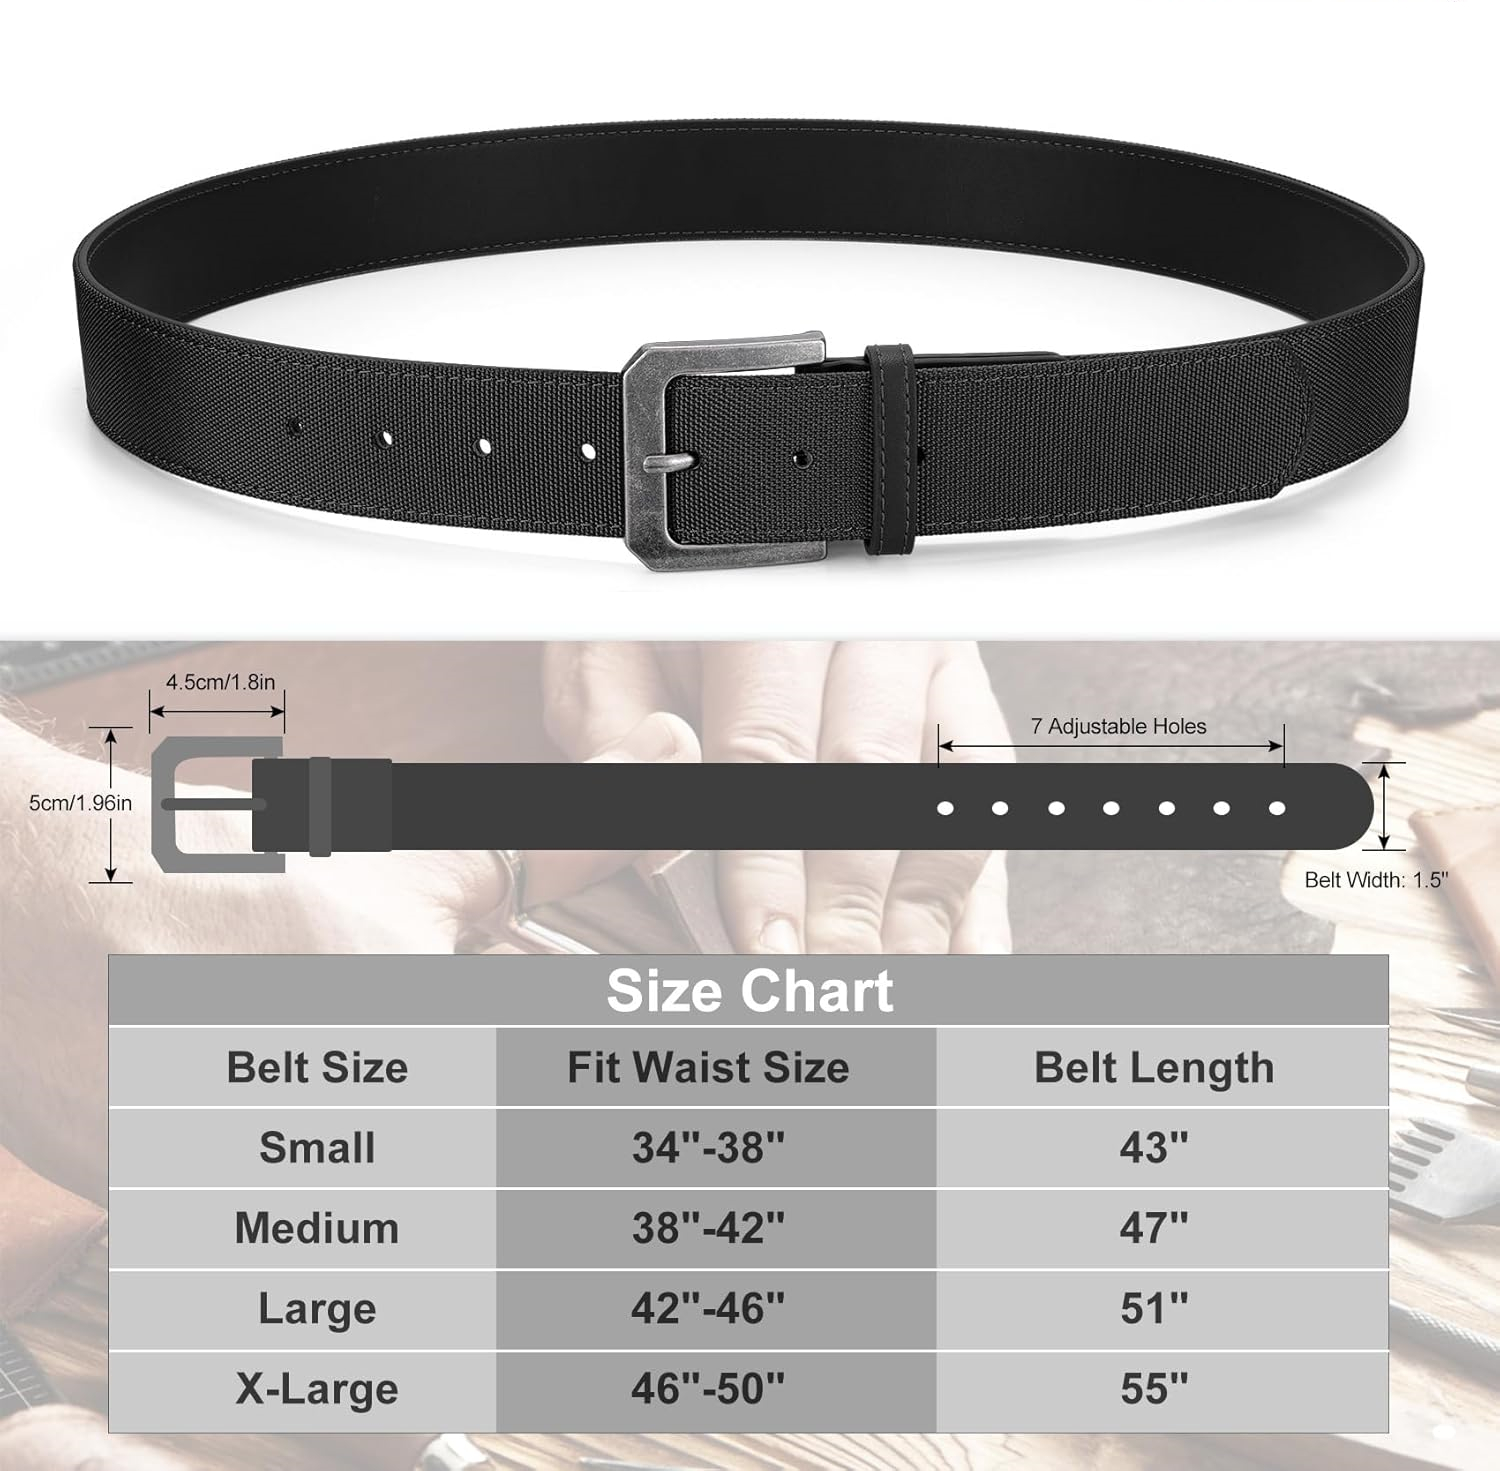 4.5cm/1.8in
7 Adjustable Holes
5cm/1.96in
Belt Width: 1.5"
Size Chart
Belt Size Fit Waist Size Belt Length
Small 34"-38" 43"
Medium 38"-42" 47"
Large 42"-46" 51"
X-Large 46"-50" 55"